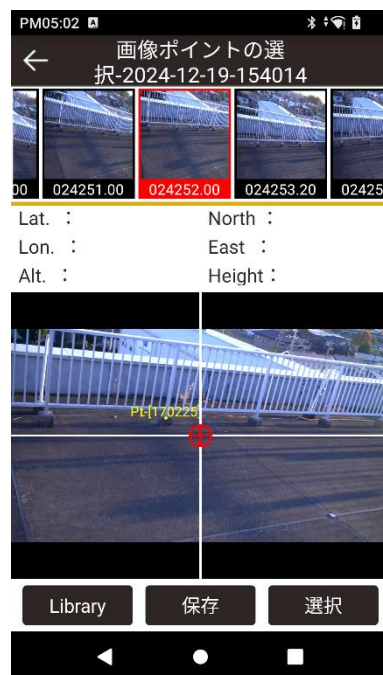 PM05:02 A
画像ポイントの選
択-2024-12-19-154014
00 024251.00 024252.00 024253.20 02425
Lat. : North :
Lon. : East :
Alt. : Height :
Pt-[170225]
Library 保存 選択